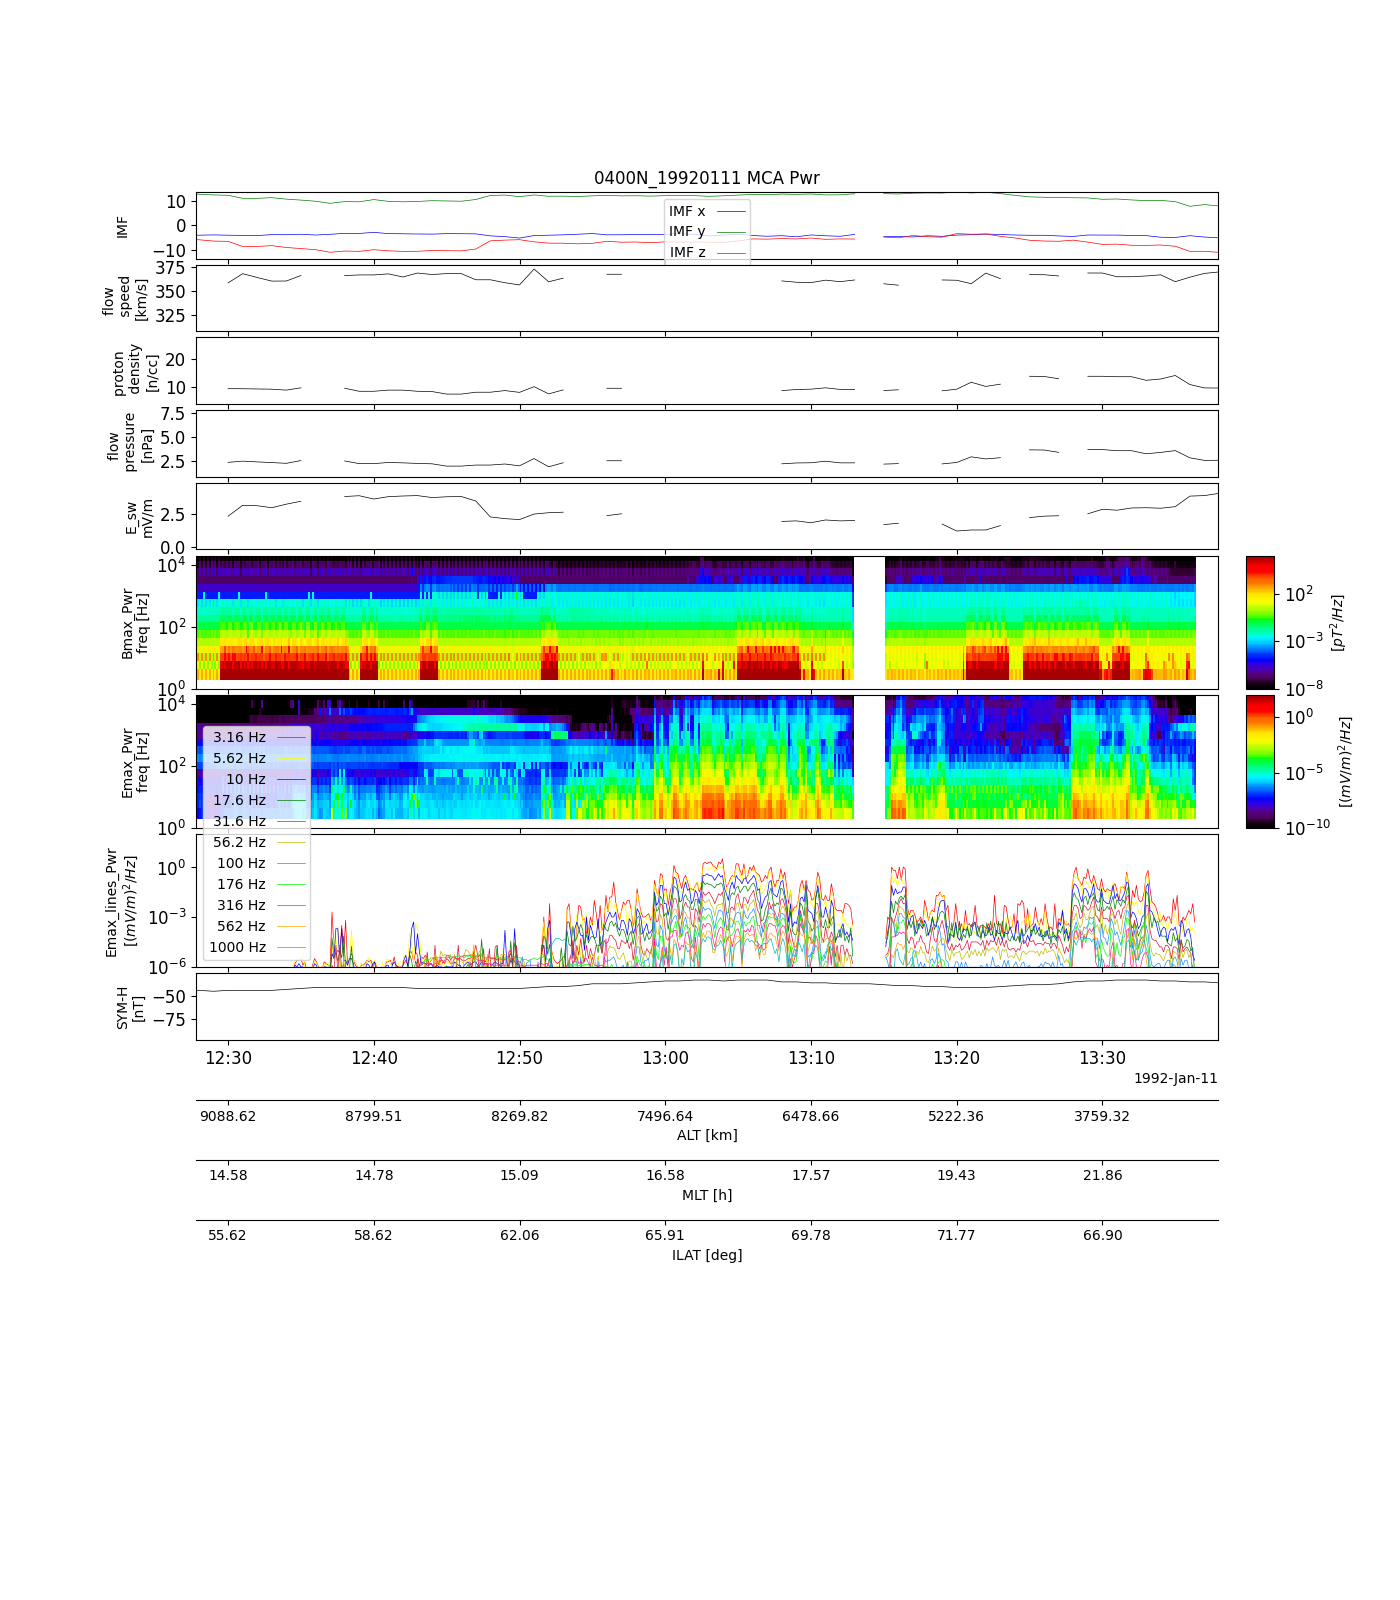 0400N_19920111 MCA Pwr
IMF
10
0
−10
IMF x
IMF y
IMF z
flow
speed
[km/s]
375
350
325
proton
density
[n/cc]
20
10
flow
pressure
[nPa]
7.5
5.0
2.5
E_sw
mV/m
2.5
0.0
Bmax_Pwr
freq [Hz]
10^4
10^2
10^0
10^2
10^−3
10^−8
[pT^2/Hz]
Emax_Pwr
freq [Hz]
10^4
10^2
10^0
10^0
10^−5
10^−10
[(mV/m)^2/Hz]
3.16 Hz
5.62 Hz
10 Hz
17.6 Hz
31.6 Hz
56.2 Hz
100 Hz
176 Hz
316 Hz
562 Hz
1000 Hz
Emax_lines_Pwr
[(mV/m)^2/Hz]
10^0
10^−3
10^−6
SYM-H
[nT]
−50
−75
12:30 12:40 12:50 13:00 13:10 13:20 13:30
1992-Jan-11
9088.62 8799.51 8269.82 7496.64 6478.66 5222.36 3759.32
ALT [km]
14.58 14.78 15.09 16.58 17.57 19.43 21.86
MLT [h]
55.62 58.62 62.06 65.91 69.78 71.77 66.90
ILAT [deg]